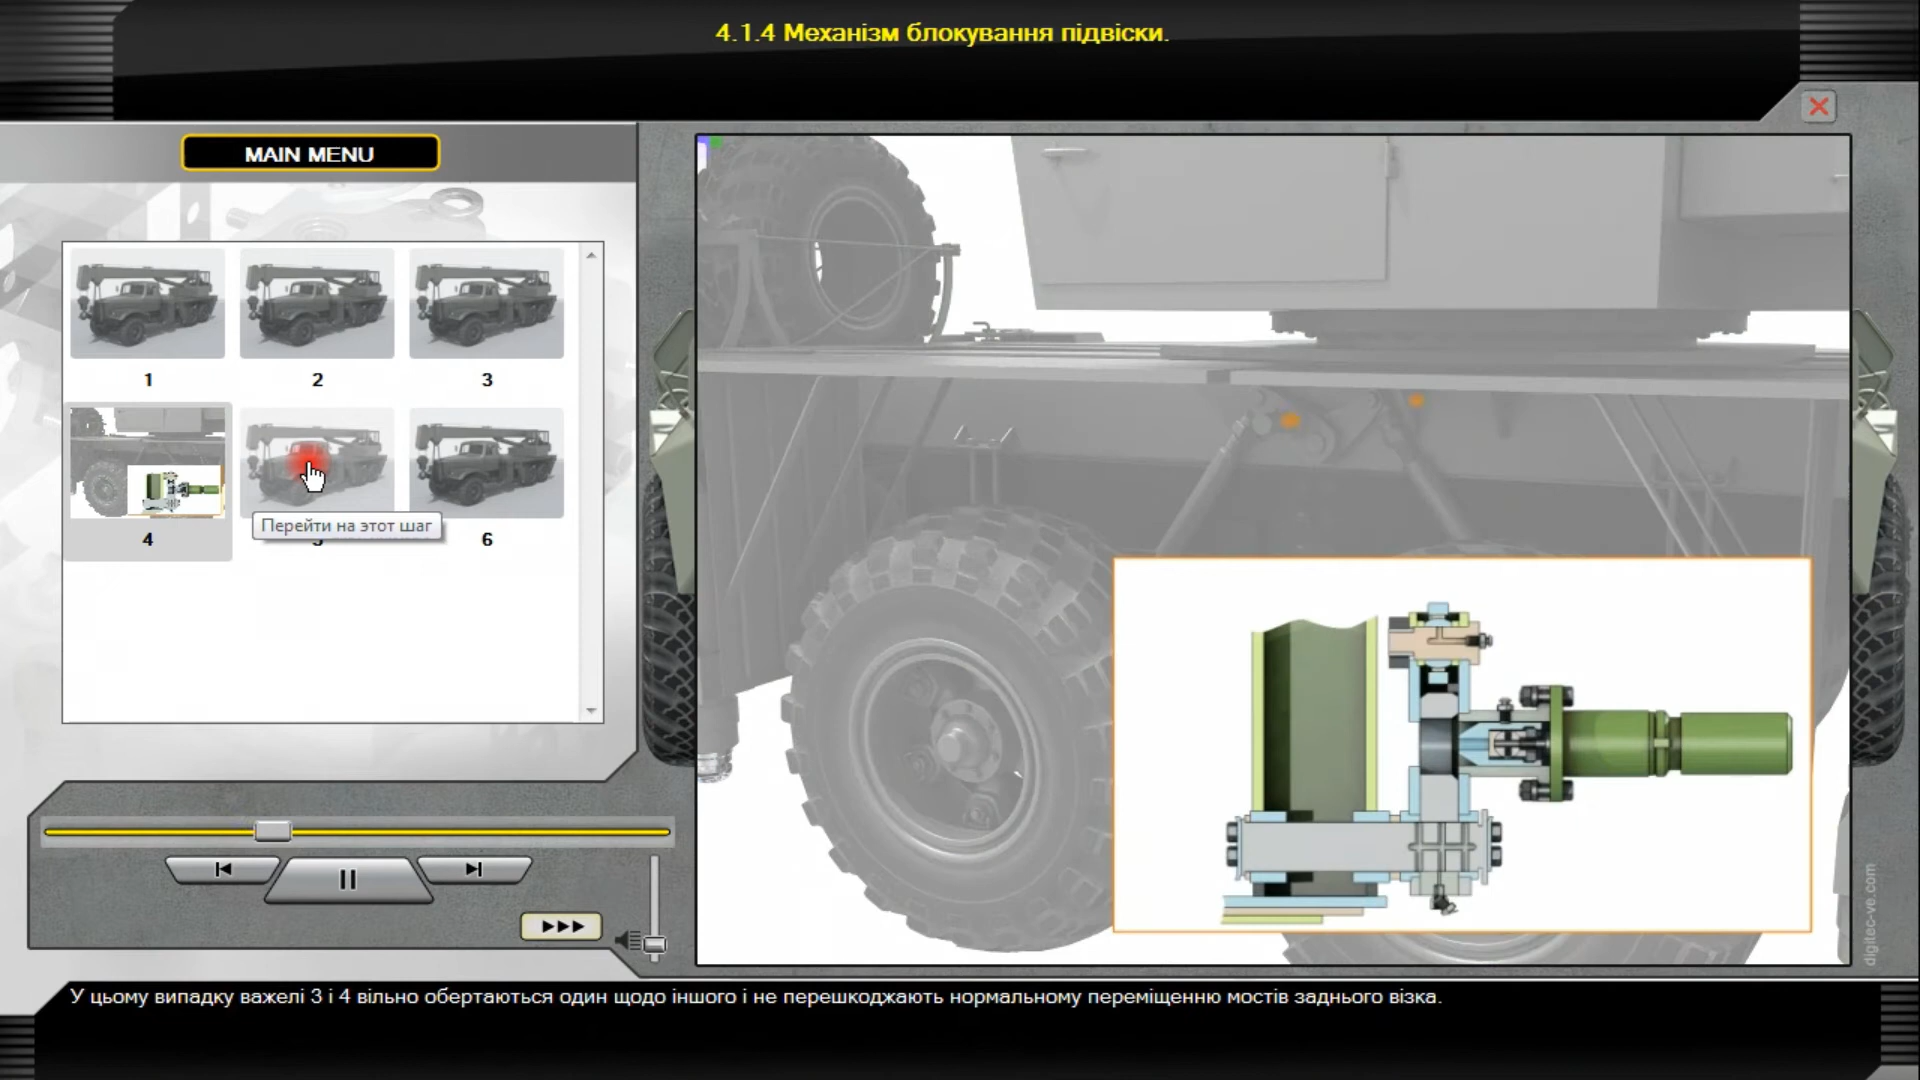 4.1.4 Механізм блокування підвіски.
MAIN MENU
1
2
3
4
6
Перейти на этот шаг
digitec-ve.com
У цьому випадку важелі 3 і 4 вільно обертаються один щодо іншого і не перешкоджають нормальному переміщенню мостів заднього візка.